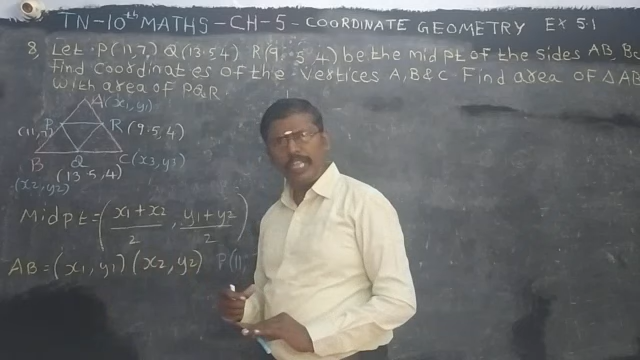 TN - 10th MATHS - CH - 5 - COORDINATE GEOMETRY EX 5.1
8, Let P(11,7) Q(13.5,4) R(9.5,4) be the mid pt of the sides AB, BC
find coordinates of the vertices A, B & C. Find area of ∆AB
with area of PQR.
A(x1,y1)
P (11,7) R(9.5,4)
B Q C(x3,y3)
(x2,y2) (13.5,4)
Mid pt = (x1+x2/2, y1+y2/2)
AB = (x1,y1) (x2,y2) P(11,